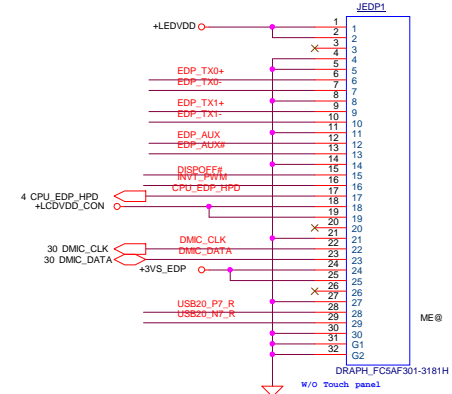 JEDP1
+LEDVDD 1 1
2 2
3 3
4 4
5 5
EDP_TX0+ 6 6
EDP_TX0- 7 7
8 8
EDP_TX1+ 9 9
EDP_TX1- 10 10
11 11
EDP_AUX 12 12
EDP_AUX# 13 13
14 14
DISPOFF# 15 15
INVT_PWM 16 16
4 CPU_EDP_HPD CPU_EDP_HPD 17 17
+LCDVDD_CON 18 18
19 19
20 20
21 21
30 DMIC_CLK DMIC_CLK 22 22
30 DMIC_DATA DMIC_DATA 23 23
+3VS_EDP 24 24
25 25
26 26
27 27
USB20_P7_R 28 28
USB20_N7_R 29 29
ME@
30 30
31 G1
32 G2
DRAPH_FC5AF301-3181H
W/O Touch panel